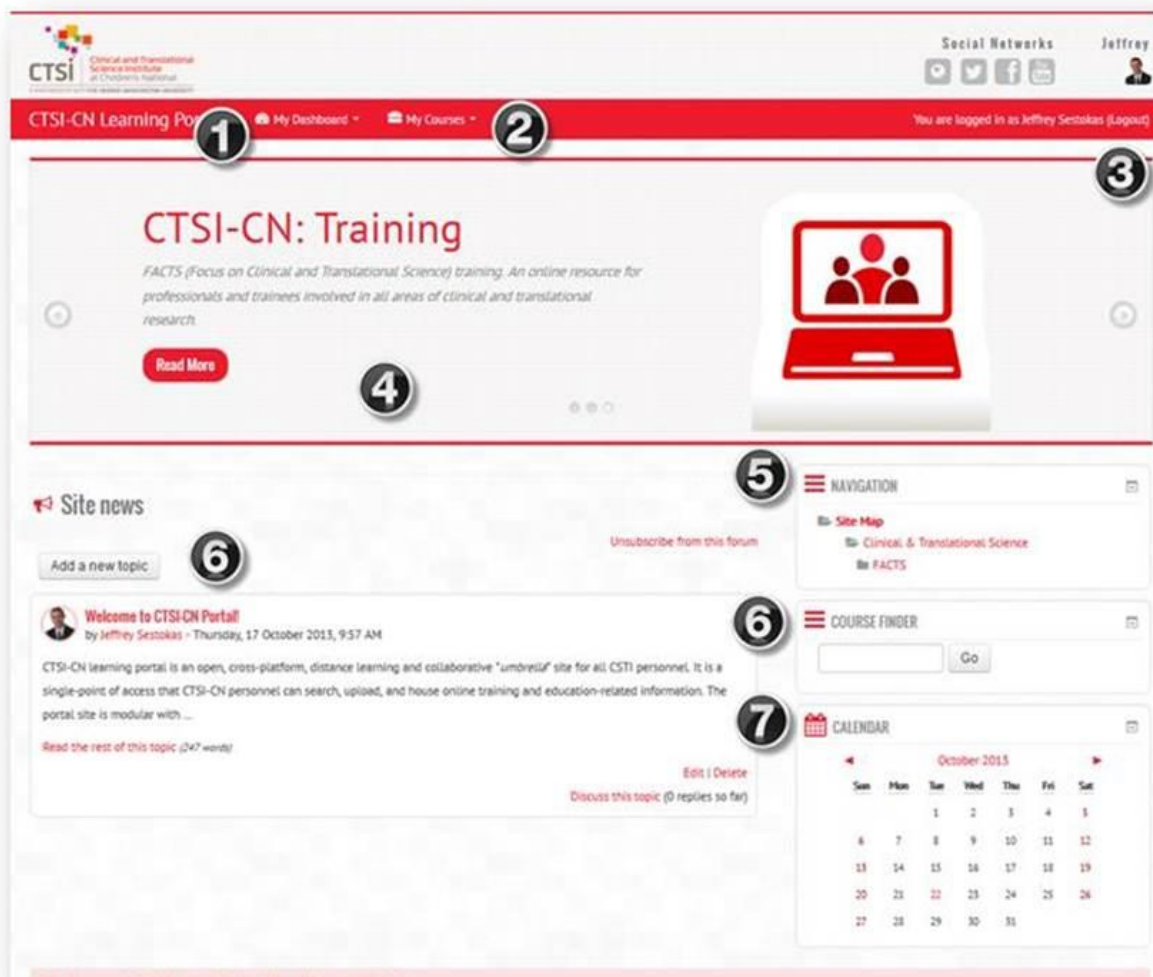 CTSI
Clinical and Translational
Science Institute
at Children's National
Social Networks
Jeffrey
CTSI-CN Learning Por
1
My Dashboard
My Courses
2
You are logged in as Jeffrey Sestokas (Logout)
3
CTSI-CN: Training
FACTS (Focus on Clinical and Translational Science) training. An online resource for
professionals and trainees involved in all areas of clinical and translational
research.
Read More
4
Site news
Unsubscribe from this forum
Add a new topic
6
Welcome to CTSI-CN Portal!
by Jeffrey Sestokas - Thursday, 17 October 2013, 9:57 AM
CTSI-CN learning portal is an open, cross-platform, distance learning and collaborative "umbrella" site for all CSTI personnel. It is a
single-point of access that CTSI-CN personnel can search, upload, and house online training and education-related information. The
portal site is modular with ...
Read the rest of this topic (247 words)
Edit | Delete
Discuss this topic (0 replies so far)
5
NAVIGATION
Site Map
Clinical & Translational Science
FACTS
6
COURSE FINDER
Go
7
CALENDAR
October 2013
Sun Mon Tue Wed Thu Fri Sat
1 2 3 4 5
6 7 8 9 10 11 12
13 14 15 16 17 18 19
20 21 22 23 24 25 26
27 28 29 30 31